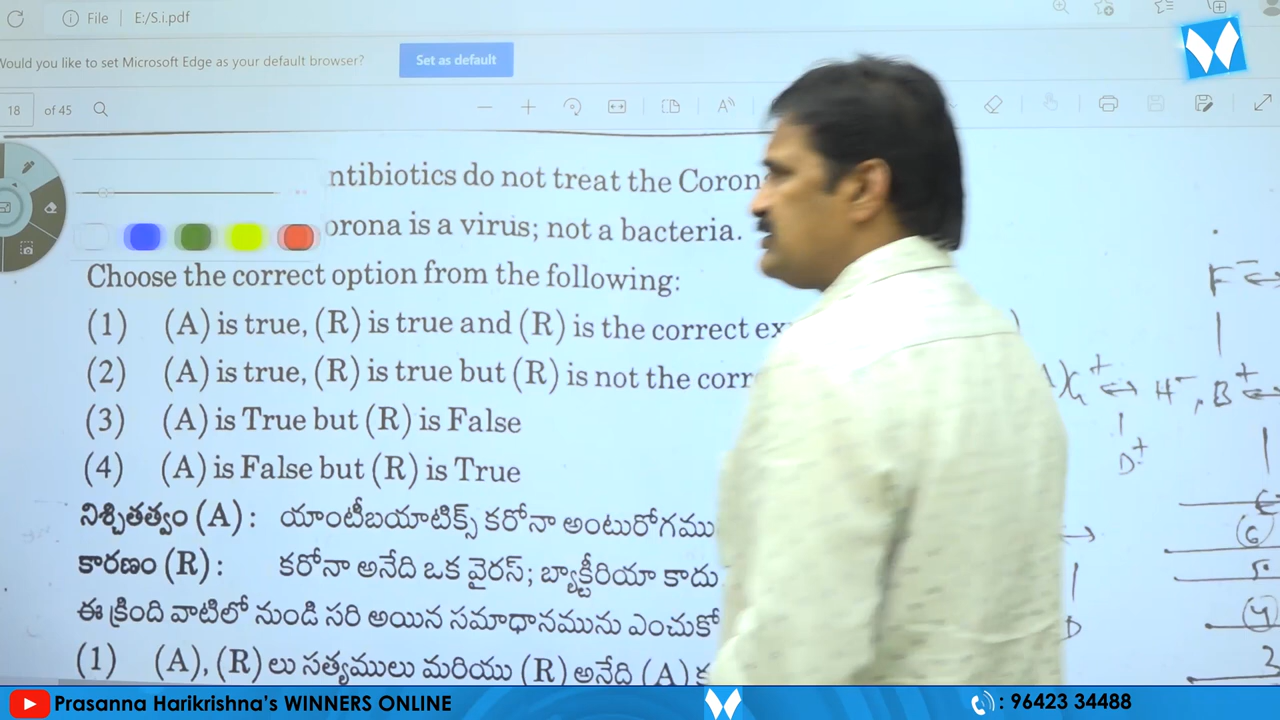 File E:/S.i.pdf
Would you like to set Microsoft Edge as your default browser? Set as default
18 of 45
ntibiotics do not treat the Coron
orona is a virus; not a bacteria.
Choose the correct option from the following:
(1) (A) is true, (R) is true and (R) is the correct ex
(2) (A) is true, (R) is true but (R) is not the corr
(3) (A) is True but (R) is False
(4) (A) is False but (R) is True
నిశ్చితత్వం (A) : యాంటీబయాటిక్స్ కరోనా అంటురోగము
కారణం (R) : కరోనా అనేది ఒక వైరస్; బ్యాక్టీరియా కాదు
ఈ క్రింది వాటిలో నుండి సరి అయిన సమాధానమును ఎంచుకో
(1) (A), (R) లు సత్యములు మరియు (R) అనేది (A) క
F⁻
H⁻, B⁺
D⁺
6
5
4
D
2
Prasanna Harikrishna's WINNERS ONLINE
: 96423 34488